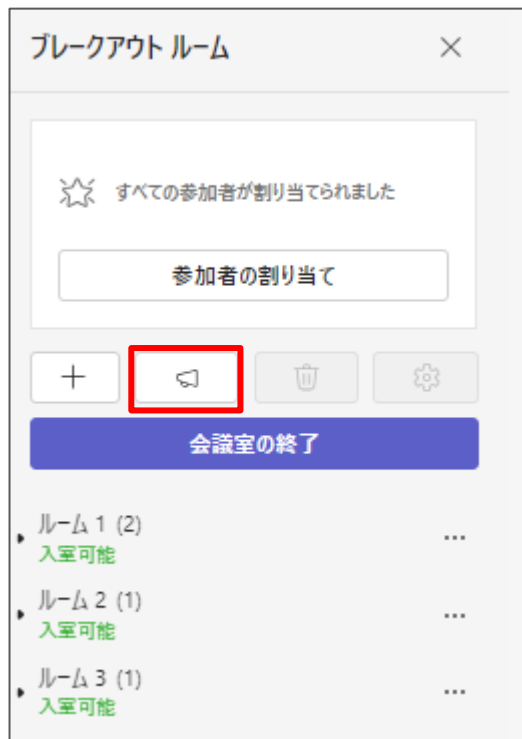 ブレークアウト ルーム
すべての参加者が割り当てられました
参加者の割り当て
会議室の終了
ルーム 1 (2)
入室可能
ルーム 2 (1)
入室可能
ルーム 3 (1)
入室可能